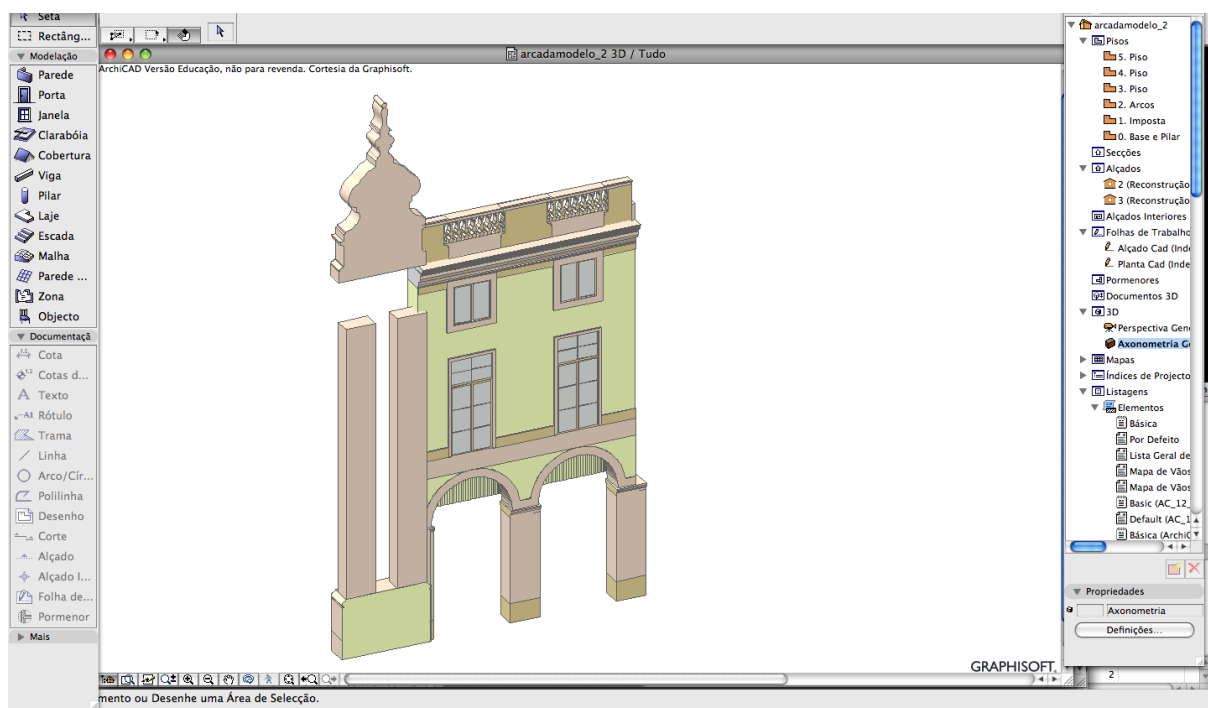 Seta
Rectâng...
Modelação
Parede
Porta
Janela
Clarabóia
Cobertura
Viga
Pilar
Laje
Escada
Malha
Parede ...
Zona
Objecto
Documentaçã
Cota
Cotas d...
Texto
Rótulo
Trama
Linha
Arco/Cír...
Polilinha
Desenho
Corte
Alçado
Alçado I...
Folha de...
Pormenor
Mais
arcadamodelo_2 3D / Tudo
ArchiCAD Versão Educação, não para revenda. Cortesia da Graphisoft.
GRAPHISOFT.
mento ou Desenhe uma Área de Selecção.
arcadamodelo_2
Pisos
5. Piso
4. Piso
3. Piso
2. Arcos
1. Imposta
0. Base e Pilar
Secções
Alçados
2 (Reconstrução
3 (Reconstrução
Alçados Interiores
Folhas de Trabalho
Alçado Cad (Inde
Planta Cad (Inde
Pormenores
Documentos 3D
3D
Perspectiva Gene
Axonometria Ge
Mapas
Índices de Projecto
Listagens
Elementos
Básica
Por Defeito
Lista Geral de
Mapa de Vãos
Mapa de Vãos
Basic (AC_12_
Default (AC_1
Básica (ArchiC
Propriedades
Axonometria
Definições...
2